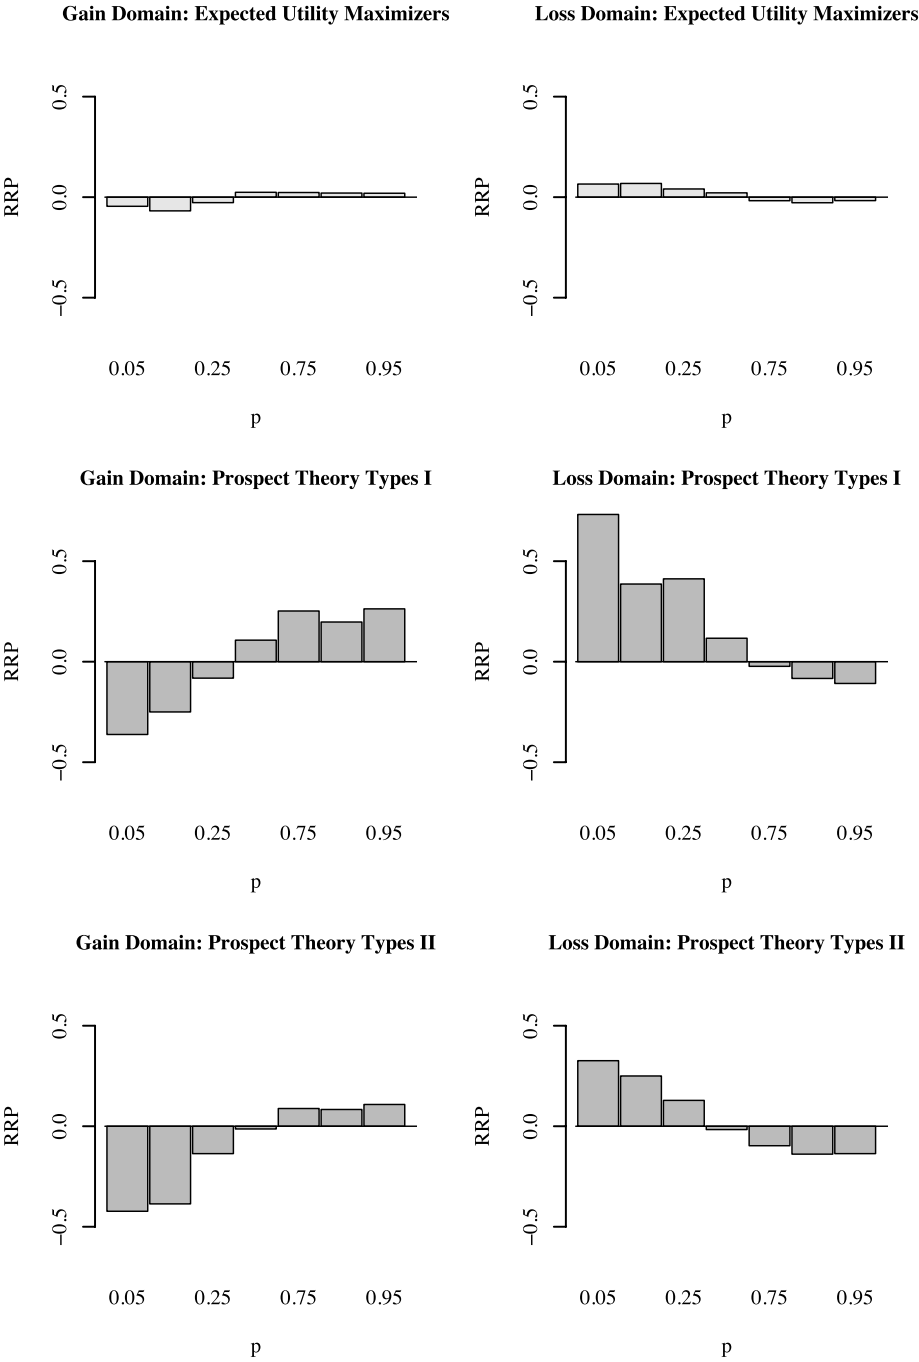 Gain Domain: Expected Utility Maximizers
RRP
0.5
0.0
−0.5
0.05 0.25 0.75 0.95
p
Loss Domain: Expected Utility Maximizers
RRP
0.5
0.0
−0.5
0.05 0.25 0.75 0.95
p
Gain Domain: Prospect Theory Types I
RRP
0.5
0.0
−0.5
0.05 0.25 0.75 0.95
p
Loss Domain: Prospect Theory Types I
RRP
0.5
0.0
−0.5
0.05 0.25 0.75 0.95
p
Gain Domain: Prospect Theory Types II
RRP
0.5
0.0
−0.5
0.05 0.25 0.75 0.95
p
Loss Domain: Prospect Theory Types II
RRP
0.5
0.0
−0.5
0.05 0.25 0.75 0.95
p